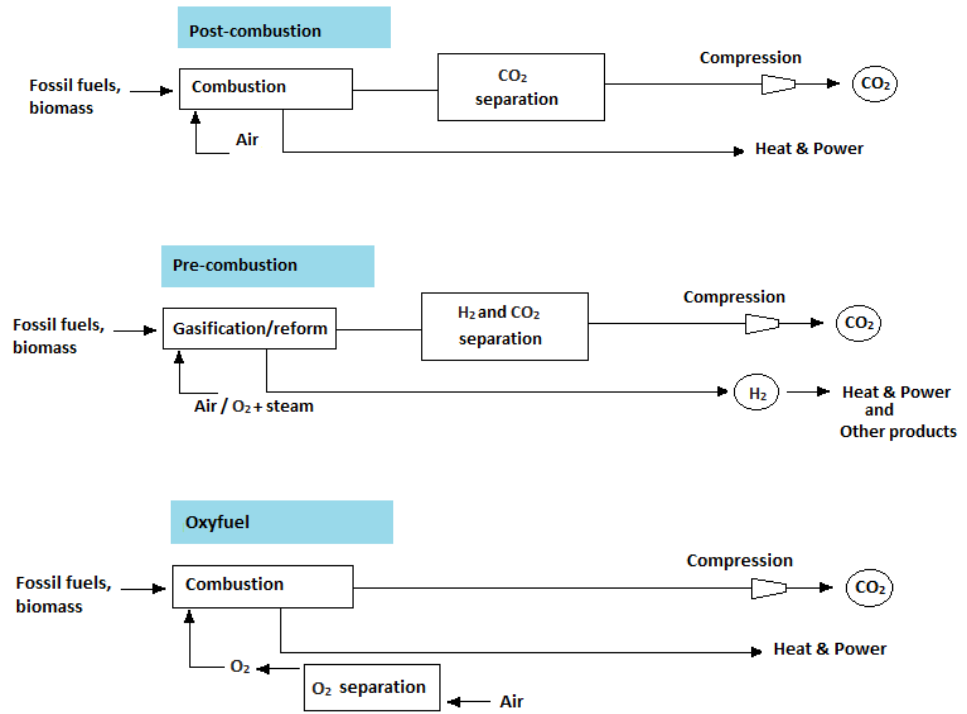 Post-combustion
Compression
Fossil fuels,
biomass
Combustion
CO₂
separation
CO₂
Air
Heat & Power
Pre-combustion
Compression
Fossil fuels,
biomass
Gasification/reform
H₂ and CO₂
separation
CO₂
Air / O₂ + steam
H₂
Heat & Power
and
Other products
Oxyfuel
Compression
Fossil fuels,
biomass
Combustion
CO₂
Heat & Power
O₂
O₂ separation
Air